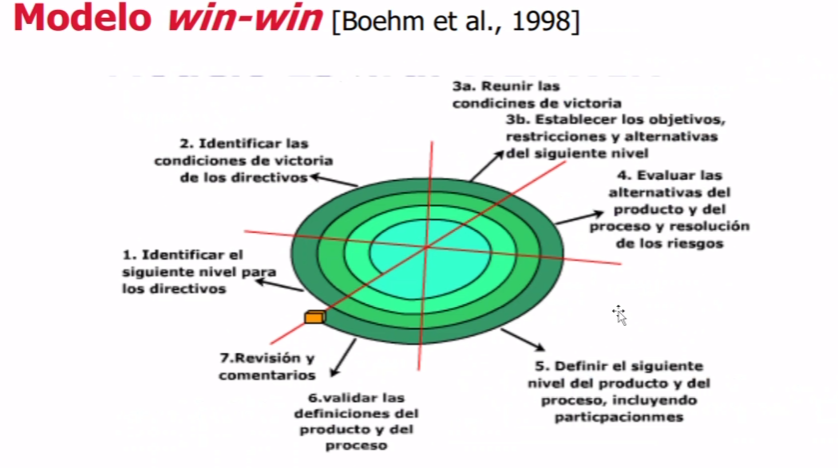 Modelo win-win [Boehm et al., 1998]
3a. Reunir las
condicines de victoria
3b. Establecer los objetivos,
restricciones y alternativas
del siguiente nivel
2. Identificar las
condiciones de victoria
de los directivos
4. Evaluar las
alternativas del
producto y del
proceso y resolución
de los riesgos
1. Identificar el
siguiente nivel para
los directivos
7.Revisión y
comentarios
6.validar las
definiciones del
producto y del
proceso
5. Definir el siguiente
nivel del producto y del
proceso, incluyendo
particpacionmes